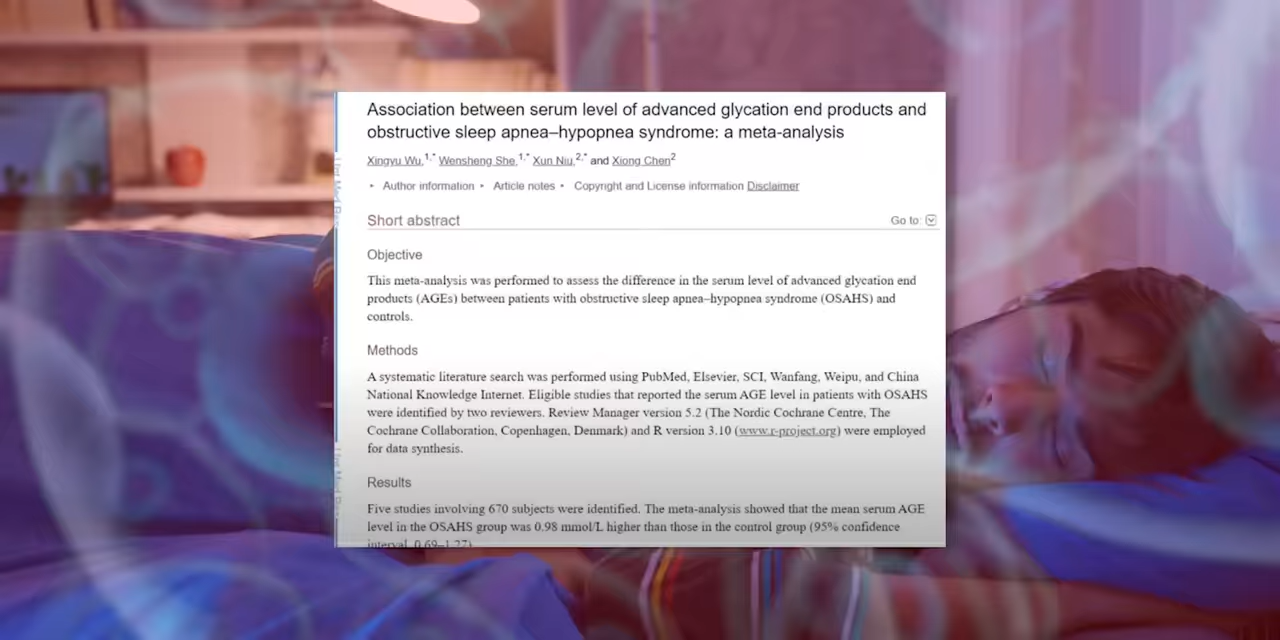 Association between serum level of advanced glycation end products and
obstructive sleep apnea–hypopnea syndrome: a meta-analysis
Xingyu Wu,1,* Wensheng She,1,* Xun Niu,2,* and Xiong Chen2
▸ Author information ▸ Article notes ▸ Copyright and License information Disclaimer
Short abstract
Go to:
Objective
This meta-analysis was performed to assess the difference in the serum level of advanced glycation end
products (AGEs) between patients with obstructive sleep apnea–hypopnea syndrome (OSAHS) and
controls.
Methods
A systematic literature search was performed using PubMed, Elsevier, SCI, Wanfang, Weipu, and China
National Knowledge Internet. Eligible studies that reported the serum AGE level in patients with OSAHS
were identified by two reviewers. Review Manager version 5.2 (The Nordic Cochrane Centre, The
Cochrane Collaboration, Copenhagen, Denmark) and R version 3.10 (www.r-project.org) were employed
for data synthesis.
Results
Five studies involving 670 subjects were identified. The meta-analysis showed that the mean serum AGE
level in the OSAHS group was 0.98 mmol/L higher than those in the control group (95% confidence
interval, 0.69–1.27)